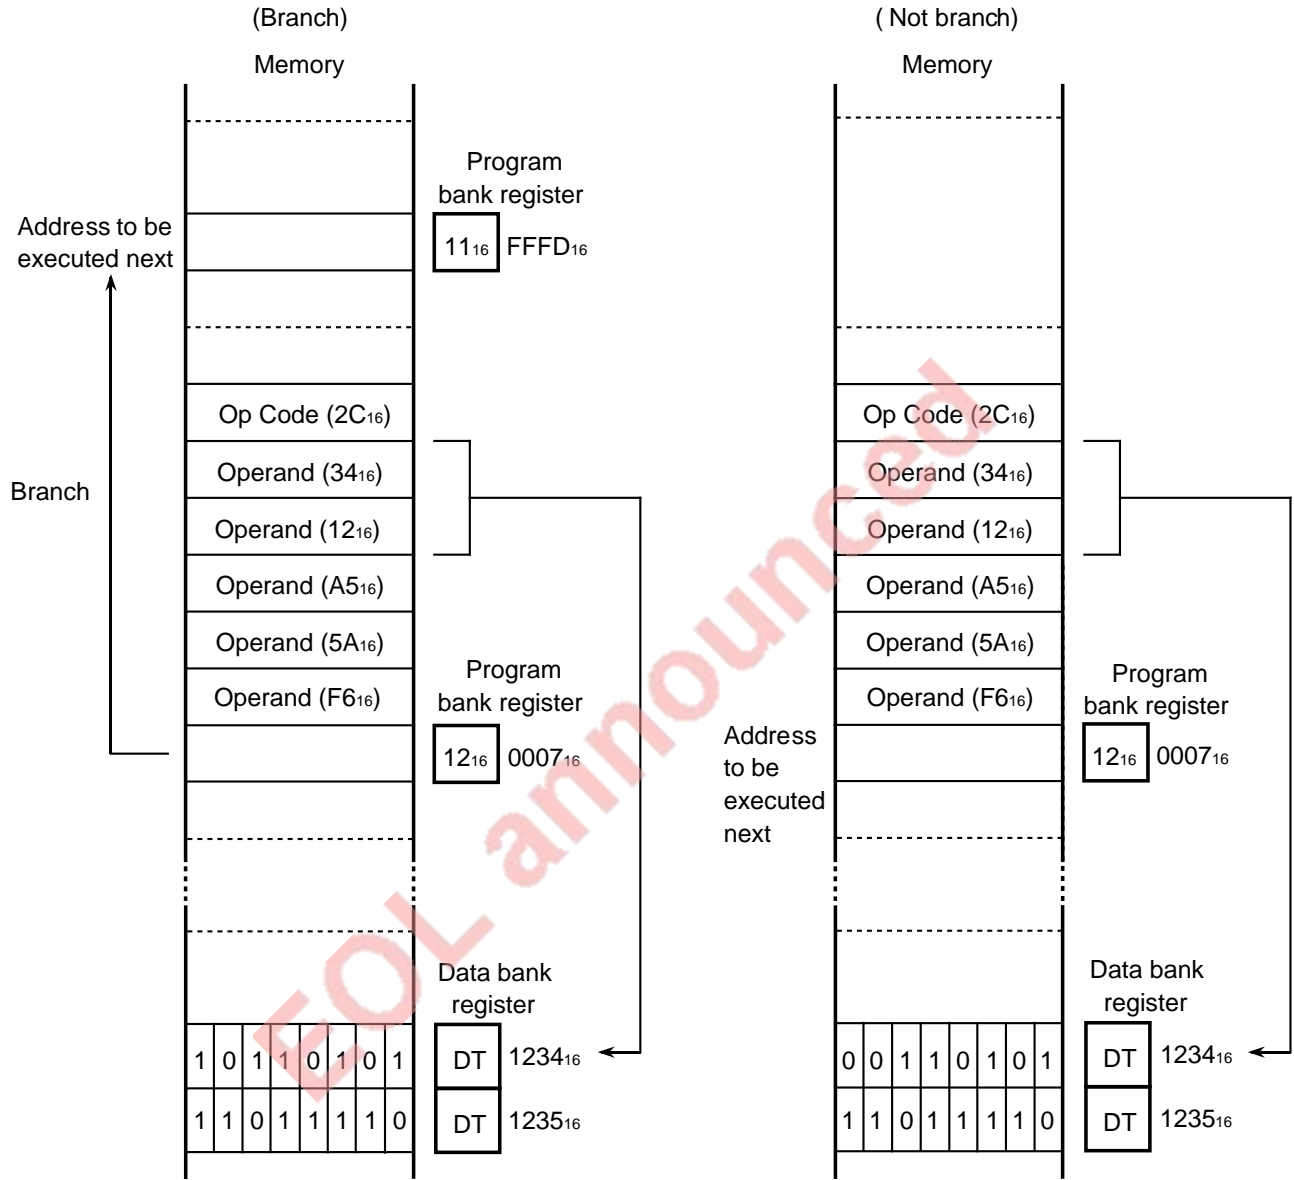 (Branch)
Memory
Program
bank register
Address to be
executed next
11₁₆ FFFD₁₆
Op Code (2C₁₆)
Operand (34₁₆)
Branch
Operand (12₁₆)
Operand (A5₁₆)
Operand (5A₁₆)
Operand (F6₁₆)
Program
bank register
12₁₆ 0007₁₆
Data bank
register
1 0 1 1 0 1 0 1 DT 1234₁₆
1 1 0 1 1 1 1 0 DT 1235₁₆
( Not branch)
Memory
Op Code (2C₁₆)
Operand (34₁₆)
Operand (12₁₆)
Operand (A5₁₆)
Operand (5A₁₆)
Operand (F6₁₆)
Program
bank register
12₁₆ 0007₁₆
Address
to be
executed
next
Data bank
register
0 0 1 1 0 1 0 1 DT 1234₁₆
1 1 0 1 1 1 1 0 DT 1235₁₆
EOL announced